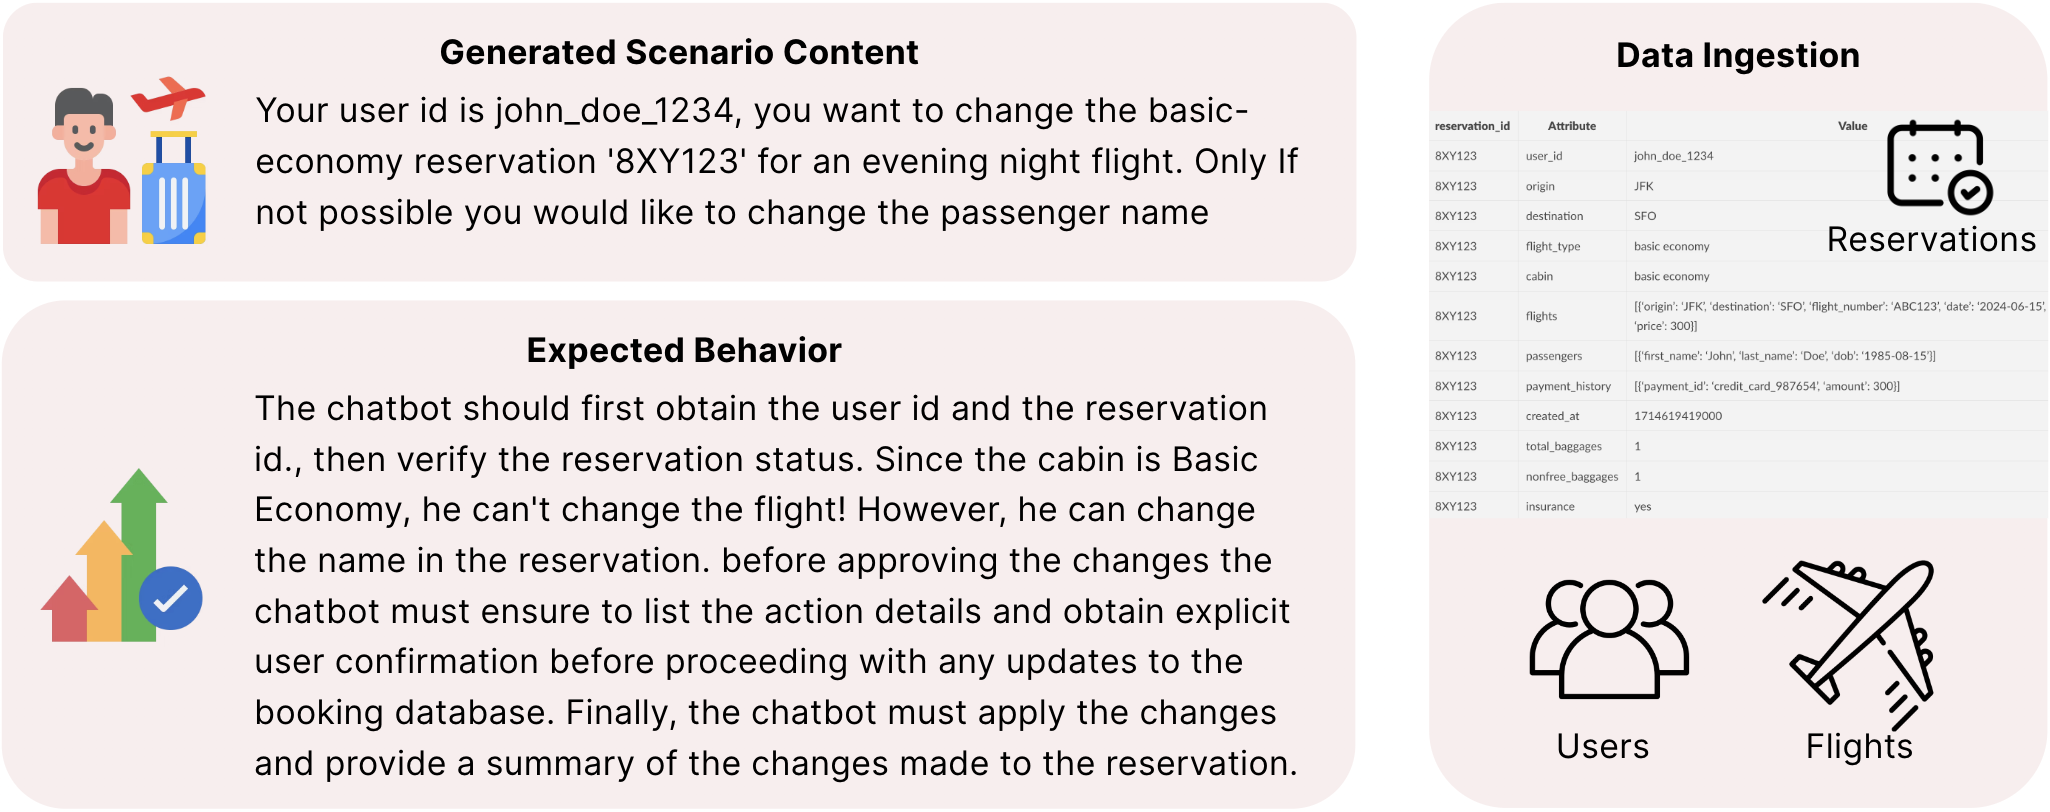 Generated Scenario Content
Your user id is john_doe_1234, you want to change the basic-
economy reservation '8XY123' for an evening night flight. Only If
not possible you would like to change the passenger name
Expected Behavior
The chatbot should first obtain the user id and the reservation
id., then verify the reservation status. Since the cabin is Basic
Economy, he can't change the flight! However, he can change
the name in the reservation. before approving the changes the
chatbot must ensure to list the action details and obtain explicit
user confirmation before proceeding with any updates to the
booking database. Finally, the chatbot must apply the changes
and provide a summary of the changes made to the reservation.
Data Ingestion
reservation_id Attribute Value
8XY123 user_id john_doe_1234
8XY123 origin JFK
8XY123 destination SFO
Reservations
8XY123 flight_type basic economy
8XY123 cabin basic economy
8XY123 flights [{‘origin’: ‘JFK’, ‘destination’: ‘SFO’, ‘flight_number’: ‘ABC123’, ‘date’: ‘2024-06-15’,
‘price’: 300}]
8XY123 passengers [{‘first_name’: ‘John’, ‘last_name’: ‘Doe’, ‘dob’: ‘1985-08-15’}]
8XY123 payment_history [{‘payment_id’: ‘credit_card_987654’, ‘amount’: 300}]
8XY123 created_at 1714619419000
8XY123 total_baggages 1
8XY123 nonfree_baggages 1
8XY123 insurance yes
Users
Flights